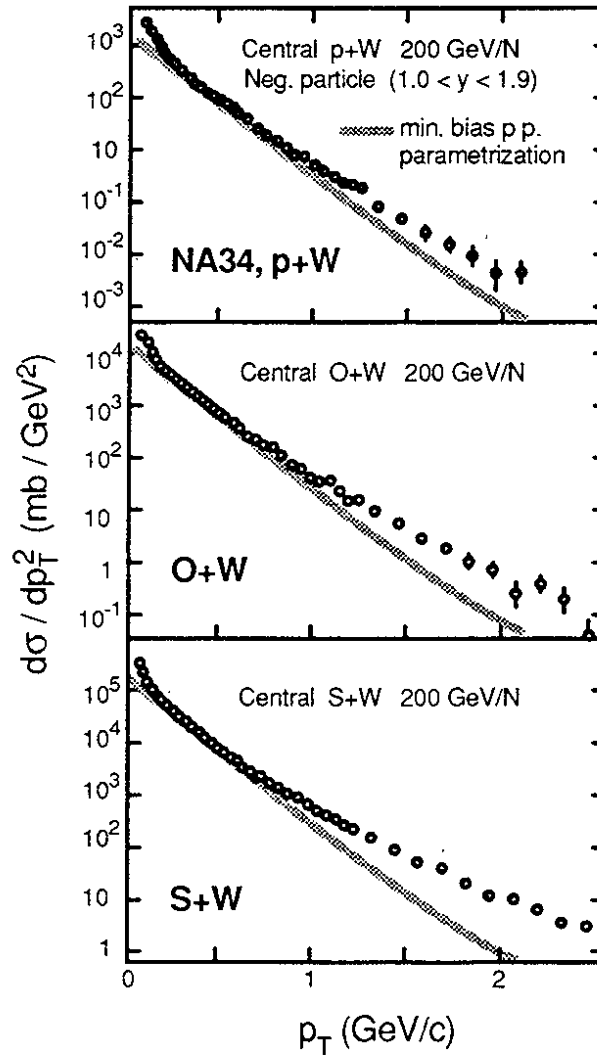 10³
10²
10
10⁻¹
10⁻²
10⁻³
Central p+W 200 GeV/N
Neg. particle (1.0 < y < 1.9)
min. bias p p.
parametrization
NA34, p+W
10⁴
10³
10²
10
1
10⁻¹
Central O+W 200 GeV/N
O+W
10⁵
10⁴
10³
10²
10
1
Central S+W 200 GeV/N
S+W
dσ / dp_T² (mb / GeV²)
0 1 2
p_T (GeV/c)